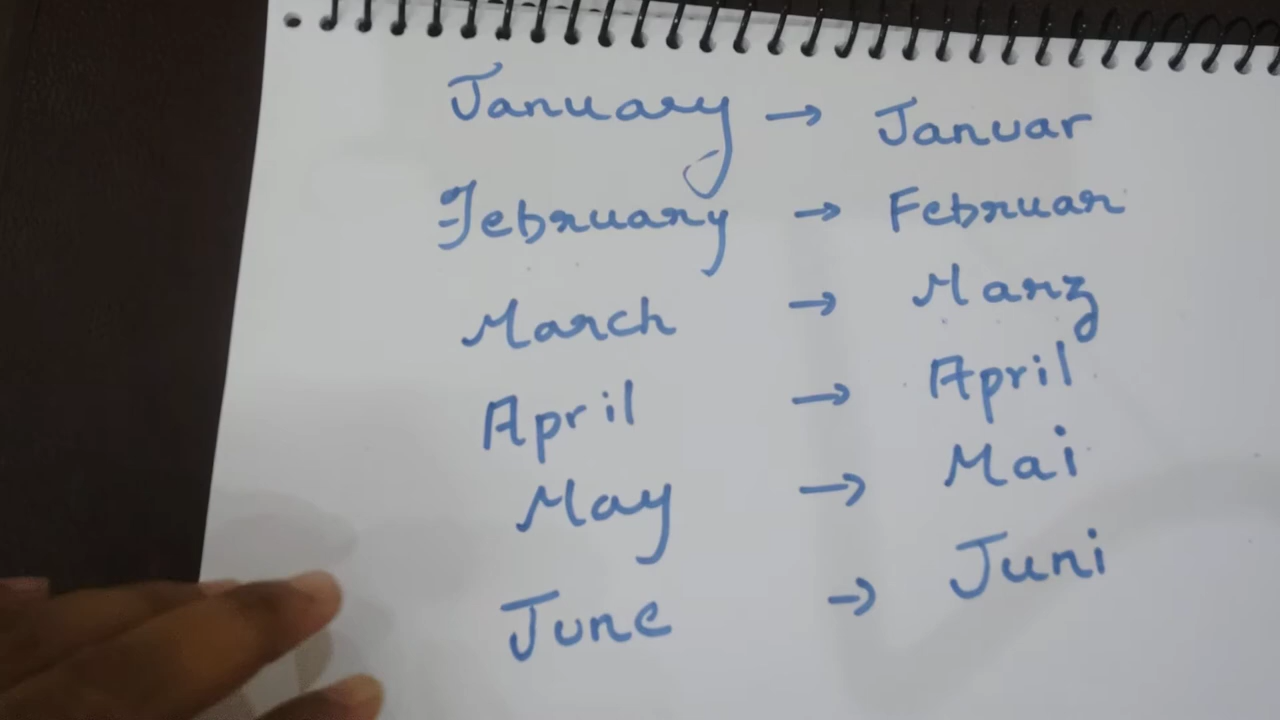 January → Januar
February → Februar
March → Marz
April → April
May → Mai
June → Juni